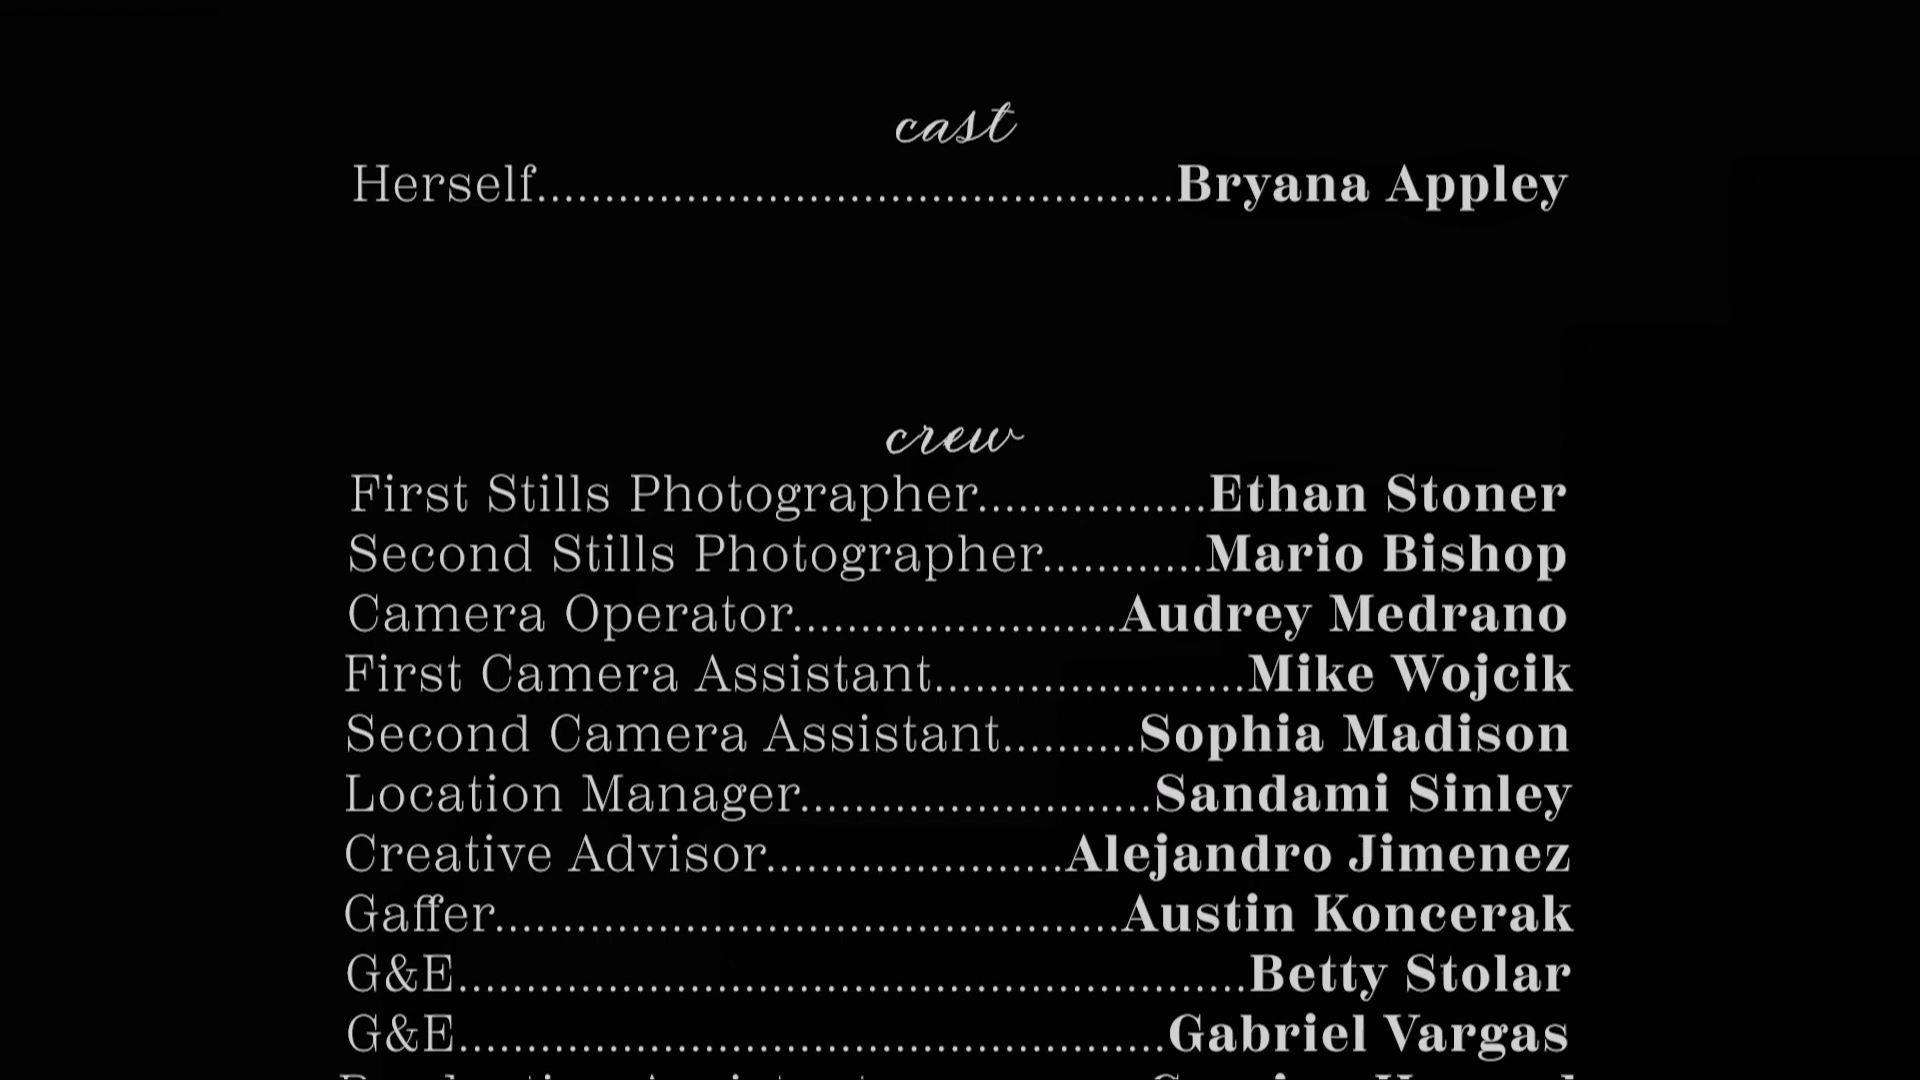 cast
Herself...............................................Bryana Appley
crew
First Stills Photographer.................Ethan Stoner
Second Stills Photographer............Mario Bishop
Camera Operator........................Audrey Medrano
First Camera Assistant.......................Mike Wojcik
Second Camera Assistant..........Sophia Madison
Location Manager..........................Sandami Sinley
Creative Advisor......................Alejandro Jimenez
Gaffer..............................................Austin Koncerak
G&E..........................................................Betty Stolar
G&E....................................................Gabriel Vargas